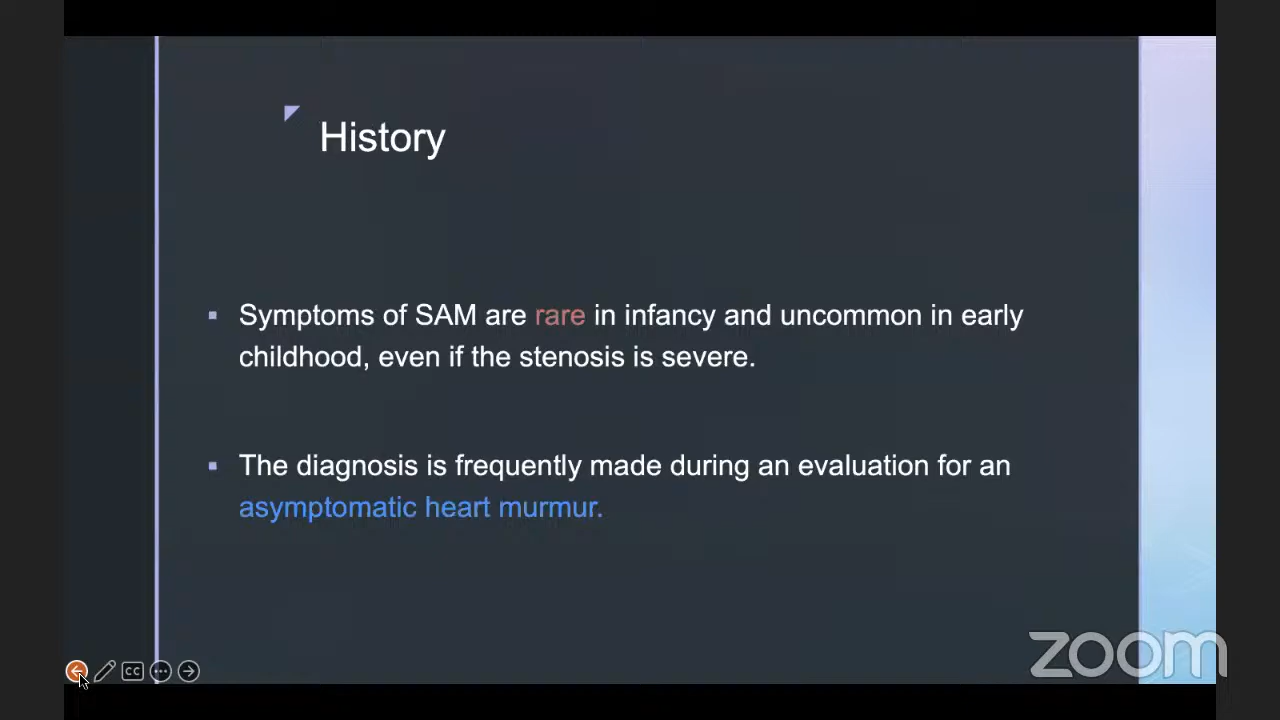 History
Symptoms of SAM are rare in infancy and uncommon in early
childhood, even if the stenosis is severe.
The diagnosis is frequently made during an evaluation for an
asymptomatic heart murmur.
CC
zoom